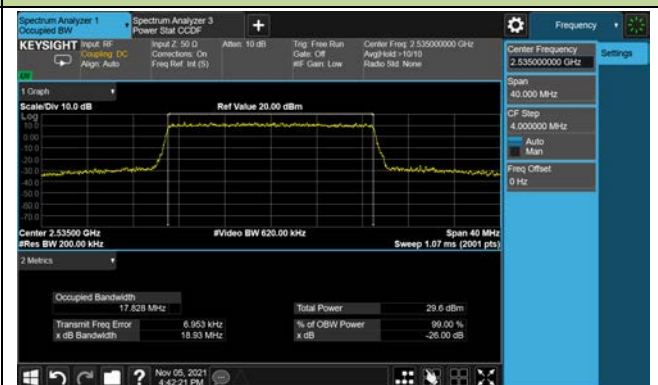 Spectrum Analyzer 1
Occupied BW
Spectrum Analyzer 3
Power Stat CCDF
+
Frequency
KEYSIGHT
Input: RF
Coupling: DC
Align: Auto
Input Z: 50 Ω
Corrections: On
Freq Ref: Int (S)
Atten: 10 dB
Trig: Free Run
Gate: Off
#IF Gain: Low
Center Freq: 2.535000000 GHz
Avg|Hold:>10/10
Radio Std: None
Center Frequency
2.535000000 GHz
Settings
Span
40.000 MHz
CF Step
4.000000 MHz
Auto
Man
Freq Offset
0 Hz
1 Graph
Scale/Div 10.0 dB
Ref Value 20.00 dBm
Log
10.0
0.00
-10.0
-20.0
-30.0
-40.0
-50.0
-60.0
-70.0
Center 2.53500 GHz
#Video BW 620.00 kHz
Span 40 MHz
#Res BW 200.00 kHz
Sweep 1.07 ms (2001 pts)
2 Metrics
Occupied Bandwidth
17.828 MHz
Total Power
29.6 dBm
Transmit Freq Error
6.953 kHz
% of OBW Power
99.00 %
x dB Bandwidth
18.93 MHz
x dB
-26.00 dB
?
Nov 05, 2021
4:42:21 PM